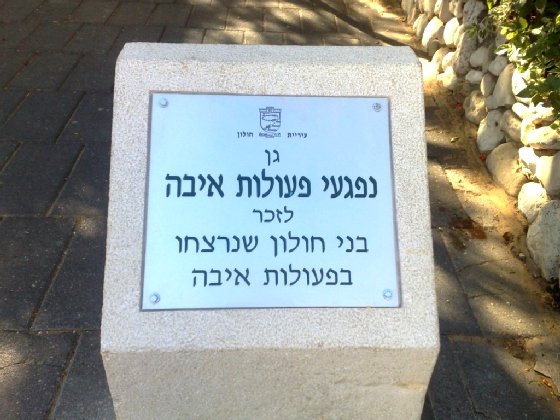 עיריית חולון
גן
נפגעי פעולות איבה
לזכר
בני חולון שנרצחו
בפעולות איבה